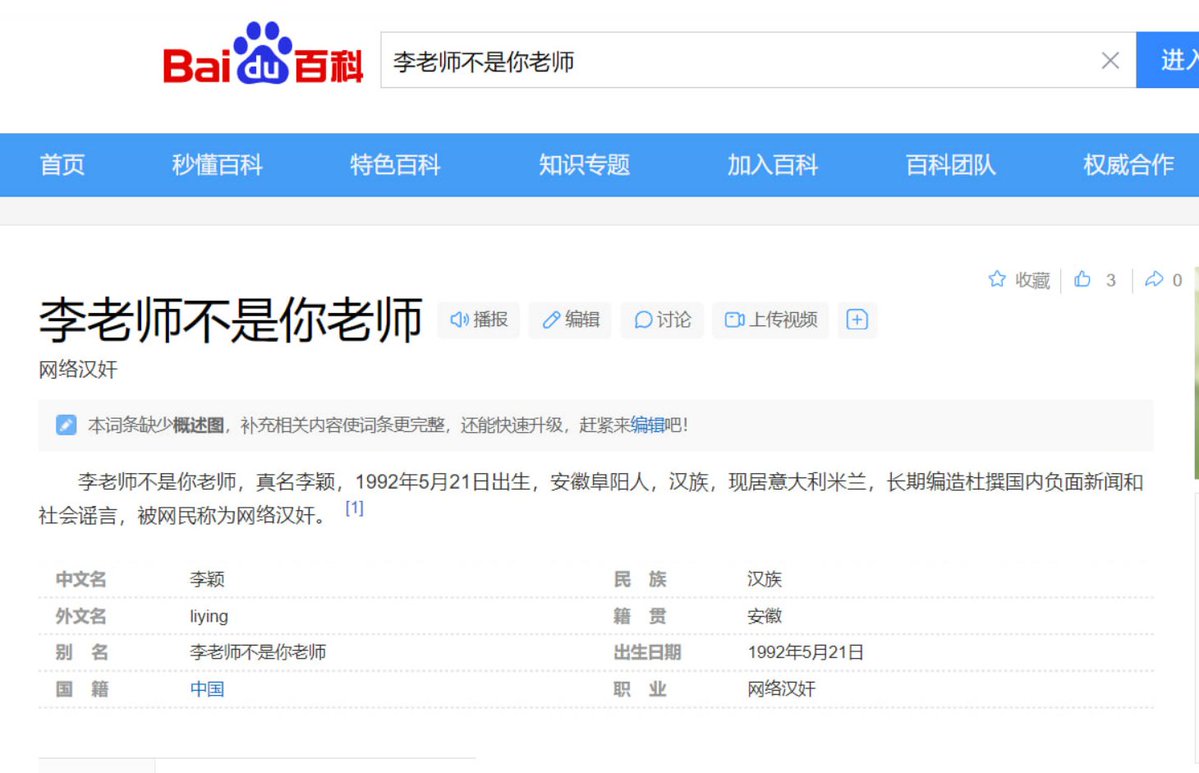 Bai du 百科
李老师不是你老师
进入
首页 秒懂百科 特色百科 知识专题 加入百科 百科团队 权威合作
收藏 3 0
李老师不是你老师 播报 编辑 讨论 上传视频
网络汉奸
本词条缺少概述图，补充相关内容使词条更完整，还能快速升级，赶紧来编辑吧！
李老师不是你老师，真名李颖，1992年5月21日出生，安徽阜阳人，汉族，现居意大利米兰，长期编造杜撰国内负面新闻和
社会谣言，被网民称为网络汉奸。 [1]
中文名 李颖 民 族 汉族
外文名 liying 籍 贯 安徽
别 名 李老师不是你老师 出生日期 1992年5月21日
国 籍 中国 职 业 网络汉奸